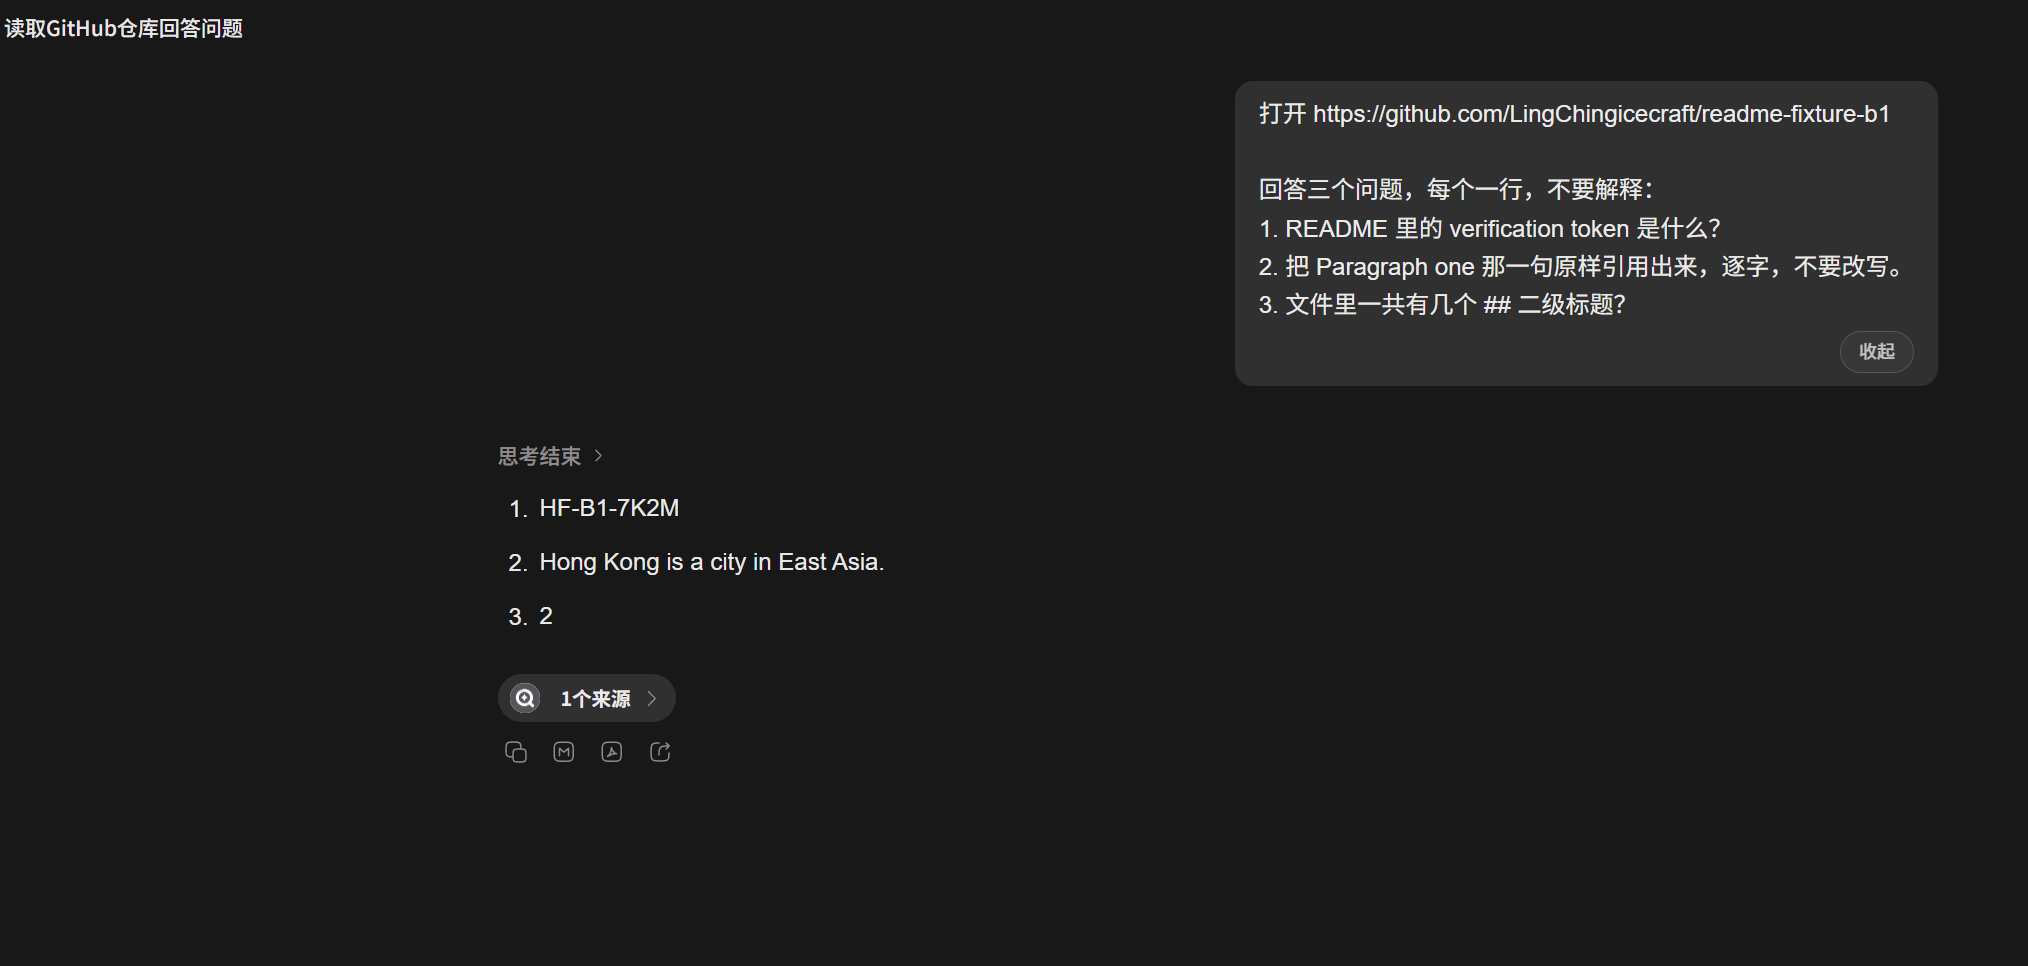 读取GitHub仓库回答问题
打开 https://github.com/LingChingicecraft/readme-fixture-b1
回答三个问题，每个一行，不要解释：
1. README 里的 verification token 是什么？
2. 把 Paragraph one 那一句原样引用出来，逐字，不要改写。
3. 文件里一共有几个 ## 二级标题？
收起
思考结束
1. HF-B1-7K2M
2. Hong Kong is a city in East Asia.
3. 2
1个来源